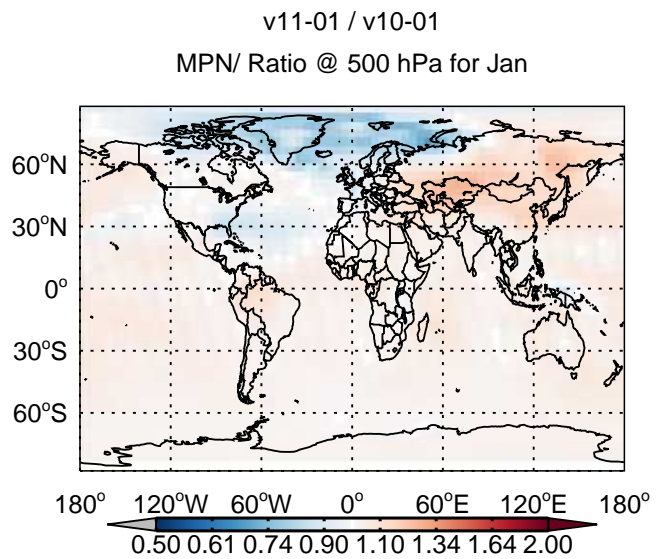 v11-01 / v10-01
MPN/ Ratio @ 500 hPa for Jan
60°N
30°N
0°
30°S
60°S
180° 120°W 60°W 0° 60°E 120°E 180°
0.50 0.61 0.74 0.90 1.10 1.34 1.64 2.00